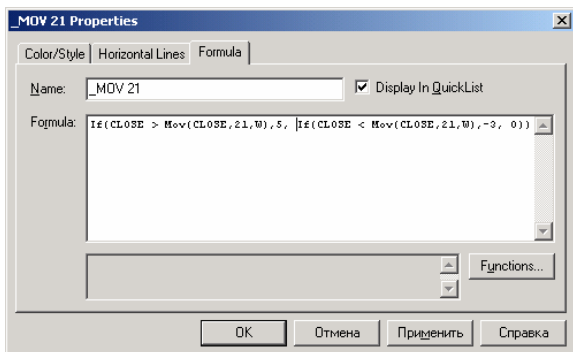 _MOV 21 Properties
Color/Style Horizontal Lines Formula
Name: _MOV 21 Display In QuickList
Formula: If(CLOSE > Mov(CLOSE,21,W),5, If(CLOSE < Mov(CLOSE,21,W),-3, 0))
Functions...
OK Отмена Применить Справка